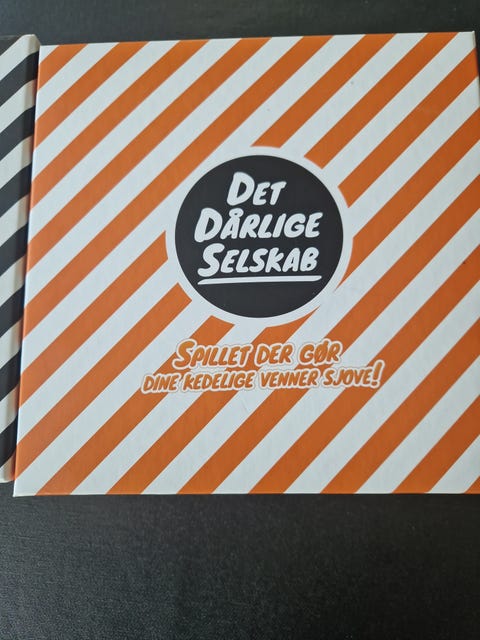 DET
DÅRLIGE
SELSKAB
SPILLET DER GØR
DINE KEDELIGE VENNER SJOVE!